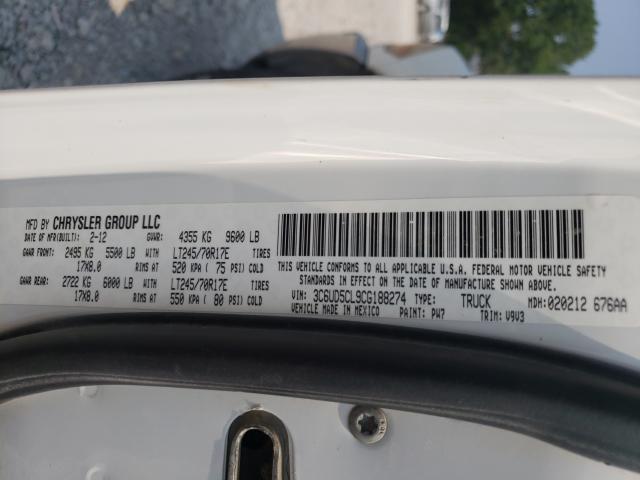 MFD BY CHRYSLER GROUP LLC
DATE OF MFR(BUILT): 2-12 GVWR: 4355 KG 9600 LB
GAWR FRONT: 2495 KG 5500 LB WITH LT245/70R17E TIRES
17X8.0 RIMS AT 520 KPA ( 75 PSI) COLD
GAWR REAR: 2722 KG 6000 LB WITH LT245/70R17E TIRES
17X8.0 RIMS AT 550 KPA ( 80 PSI) COLD
THIS VEHICLE CONFORMS TO ALL APPLICABLE U.S.A. FEDERAL MOTOR VEHICLE SAFETY
STANDARDS IN EFFECT ON THE DATE OF MANUFACTURE SHOWN ABOVE.
VIN: 3C6UD5CL9CG188274 TYPE: TRUCK MDH:020212 676AA
VEHICLE MADE IN MEXICO PAINT: PW7 TRIM: V9V3